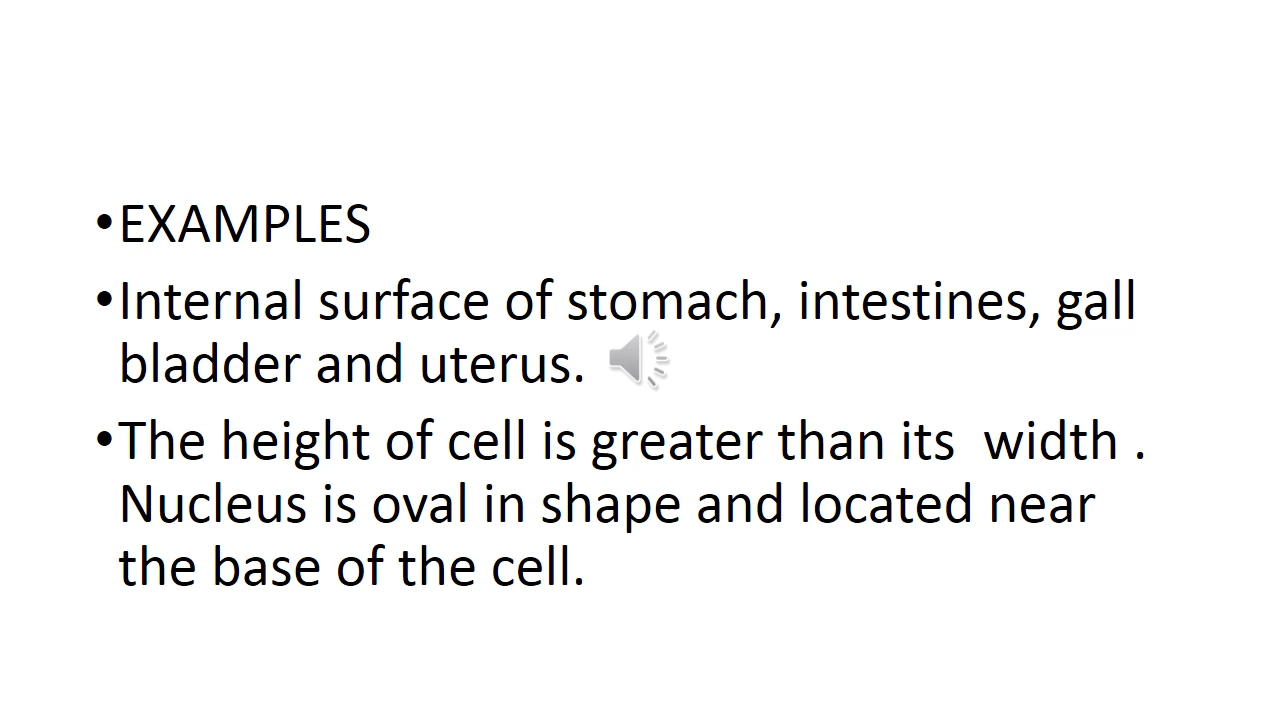 •EXAMPLES
•Internal surface of stomach, intestines, gall
bladder and uterus.
•The height of cell is greater than its  width .
Nucleus is oval in shape and located near
the base of the cell.